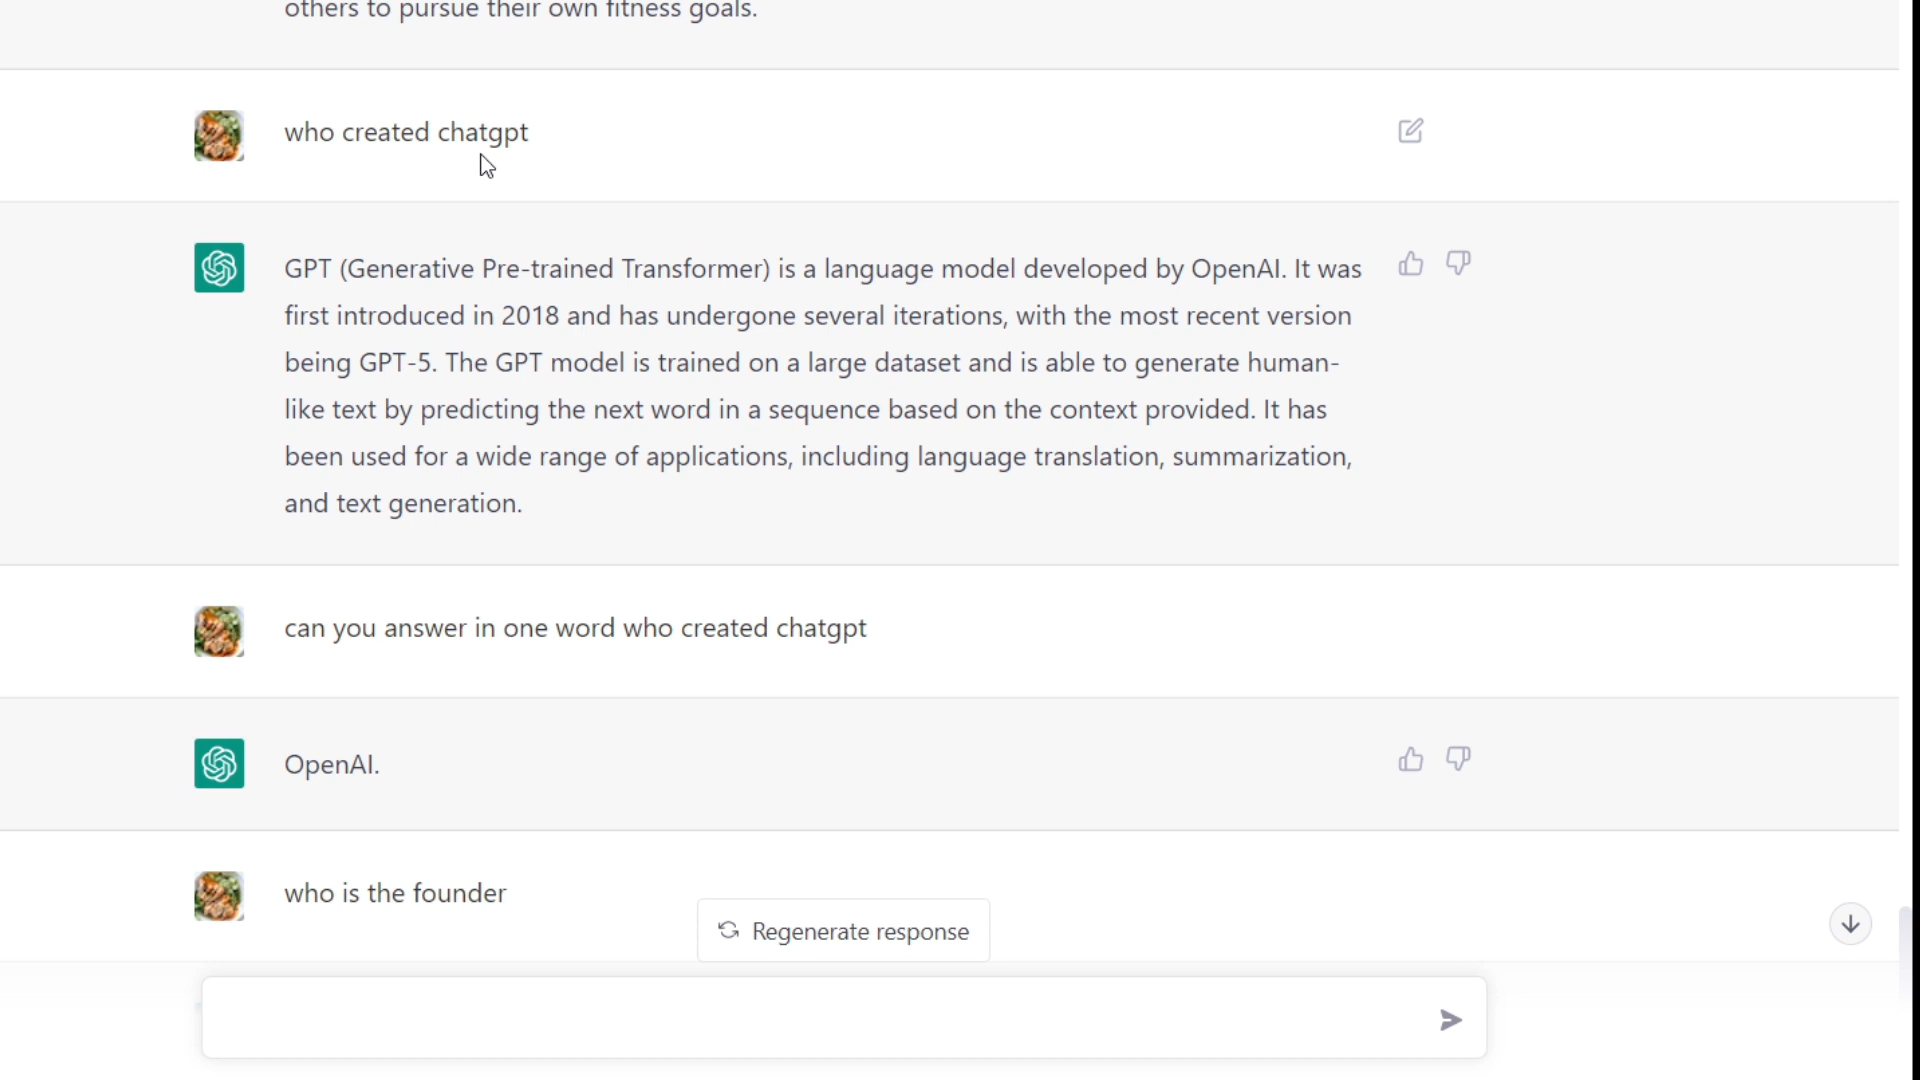 others to pursue their own fitness goals.
who created chatgpt
GPT (Generative Pre-trained Transformer) is a language model developed by OpenAI. It was
first introduced in 2018 and has undergone several iterations, with the most recent version
being GPT-5. The GPT model is trained on a large dataset and is able to generate human-
like text by predicting the next word in a sequence based on the context provided. It has
been used for a wide range of applications, including language translation, summarization,
and text generation.
can you answer in one word who created chatgpt
OpenAI.
who is the founder
Regenerate response